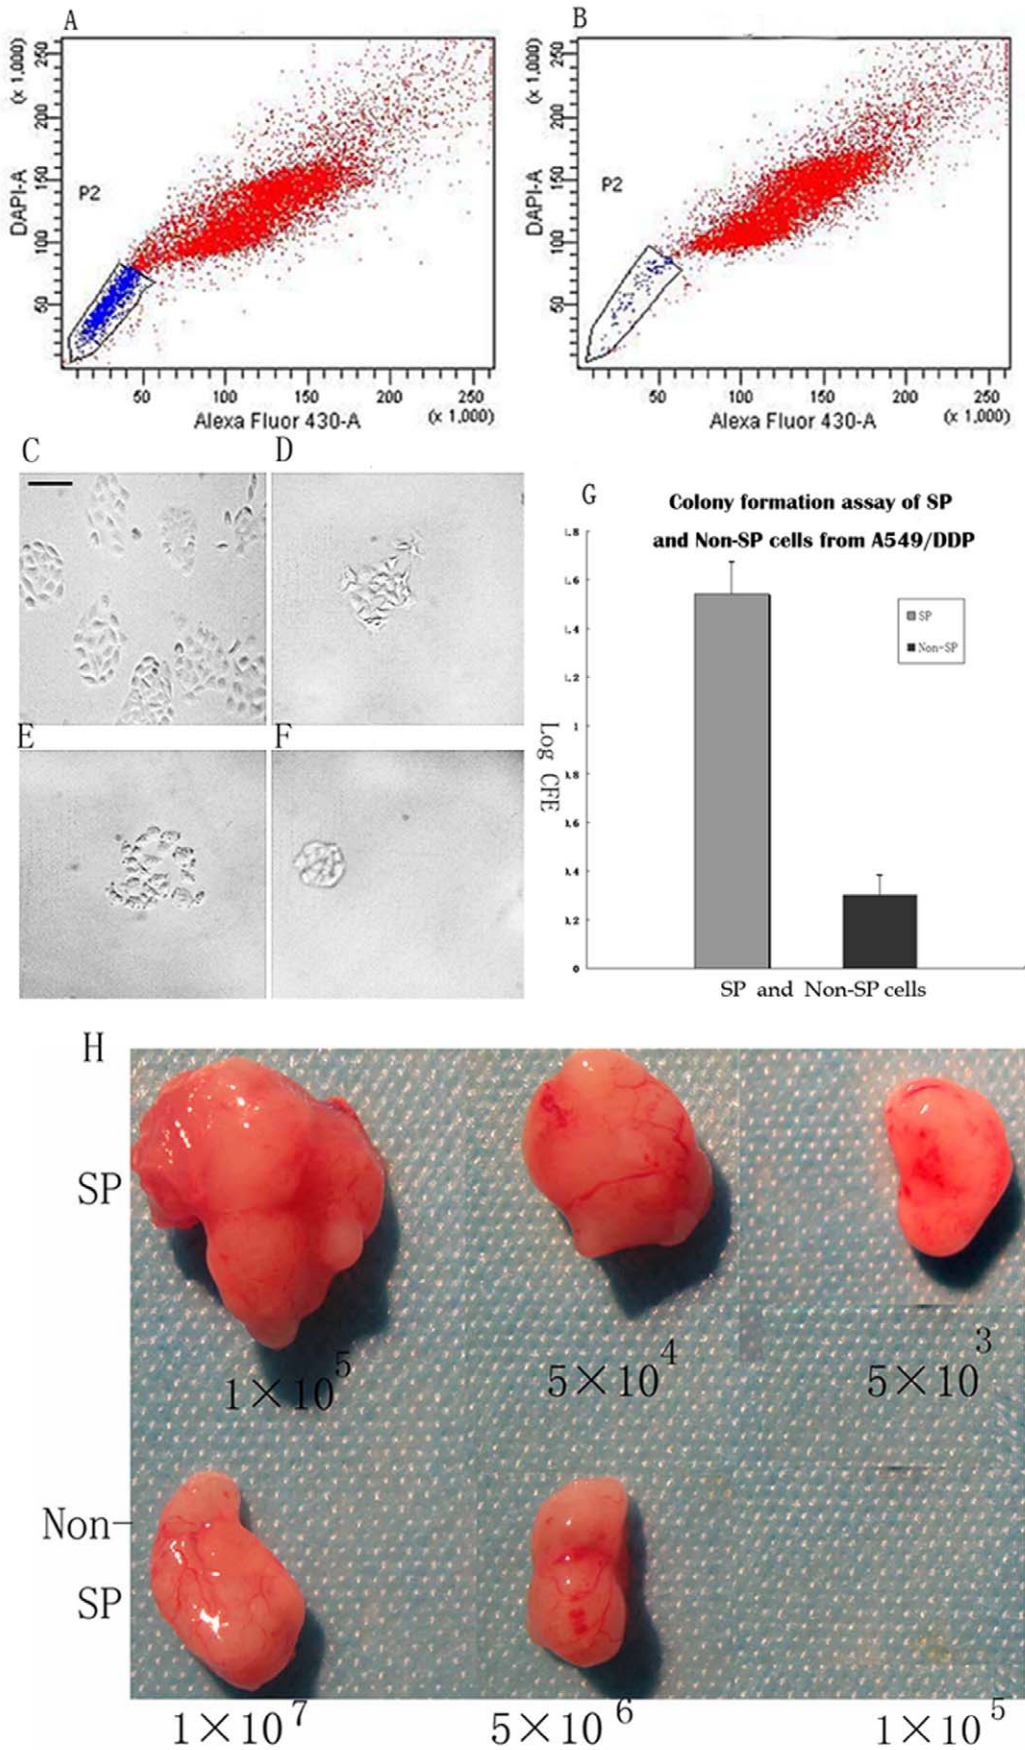 A
(x 1,000)
250
200
150
100
50
DAPI-A
P2
50 100 150 200 250
Alexa Fluor 430-A (x 1,000)
B
(x 1,000)
250
200
150
100
50
DAPI-A
P2
50 100 150 200 250
Alexa Fluor 430-A (x 1,000)
C
D
E
F
G
Colony formation assay of SP
and Non-SP cells from A549/DDP
SP
Non-SP
Log CFE
1
0
SP and Non-SP cells
H
SP
1×10^5
5×10^4
5×10^3
Non-
SP
1×10^7
5×10^6
1×10^5